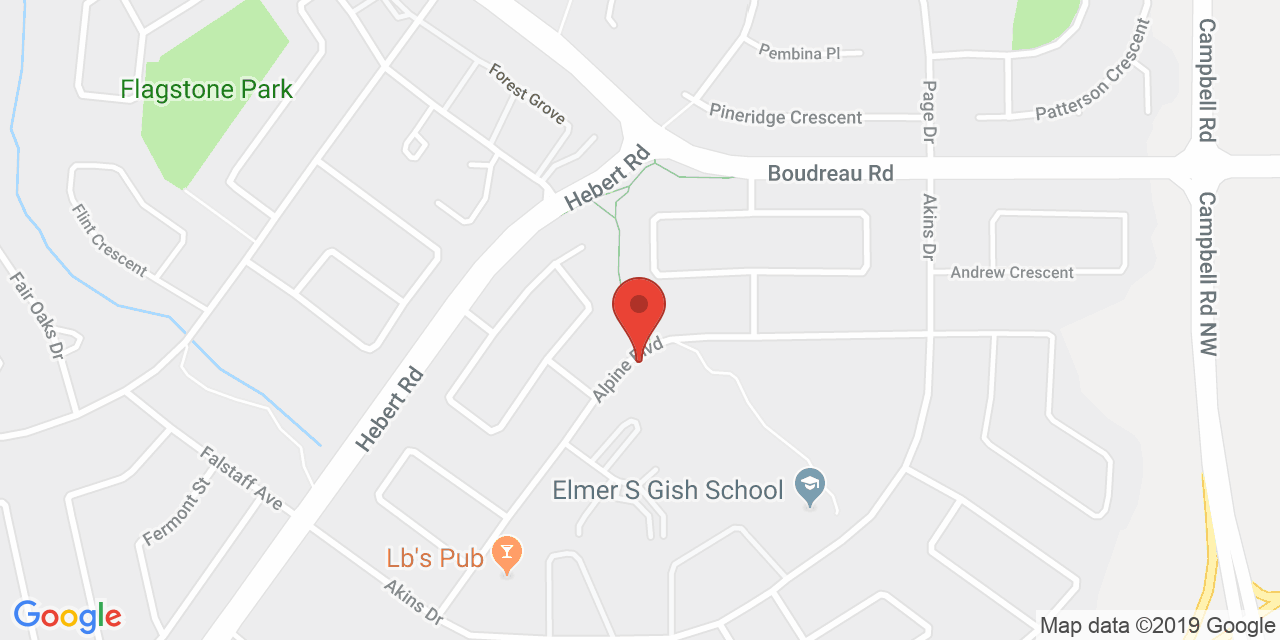 Pembina Pl
Campbell Rd
Patterson Crescent
Forest Grove
Flagstone Park
Page Dr
Pineridge Crescent
Hebert Rd
Boudreau Rd
Akins Dr
Campbell Rd NW
Flint Crescent
Andrew Crescent
Fair Oaks Dr
Alpine Blvd
Hebert Rd
Falstaff Ave
Fermont St
Elmer S Gish School
Lb's Pub
Akins Dr
Google
Map data ©2019 Google